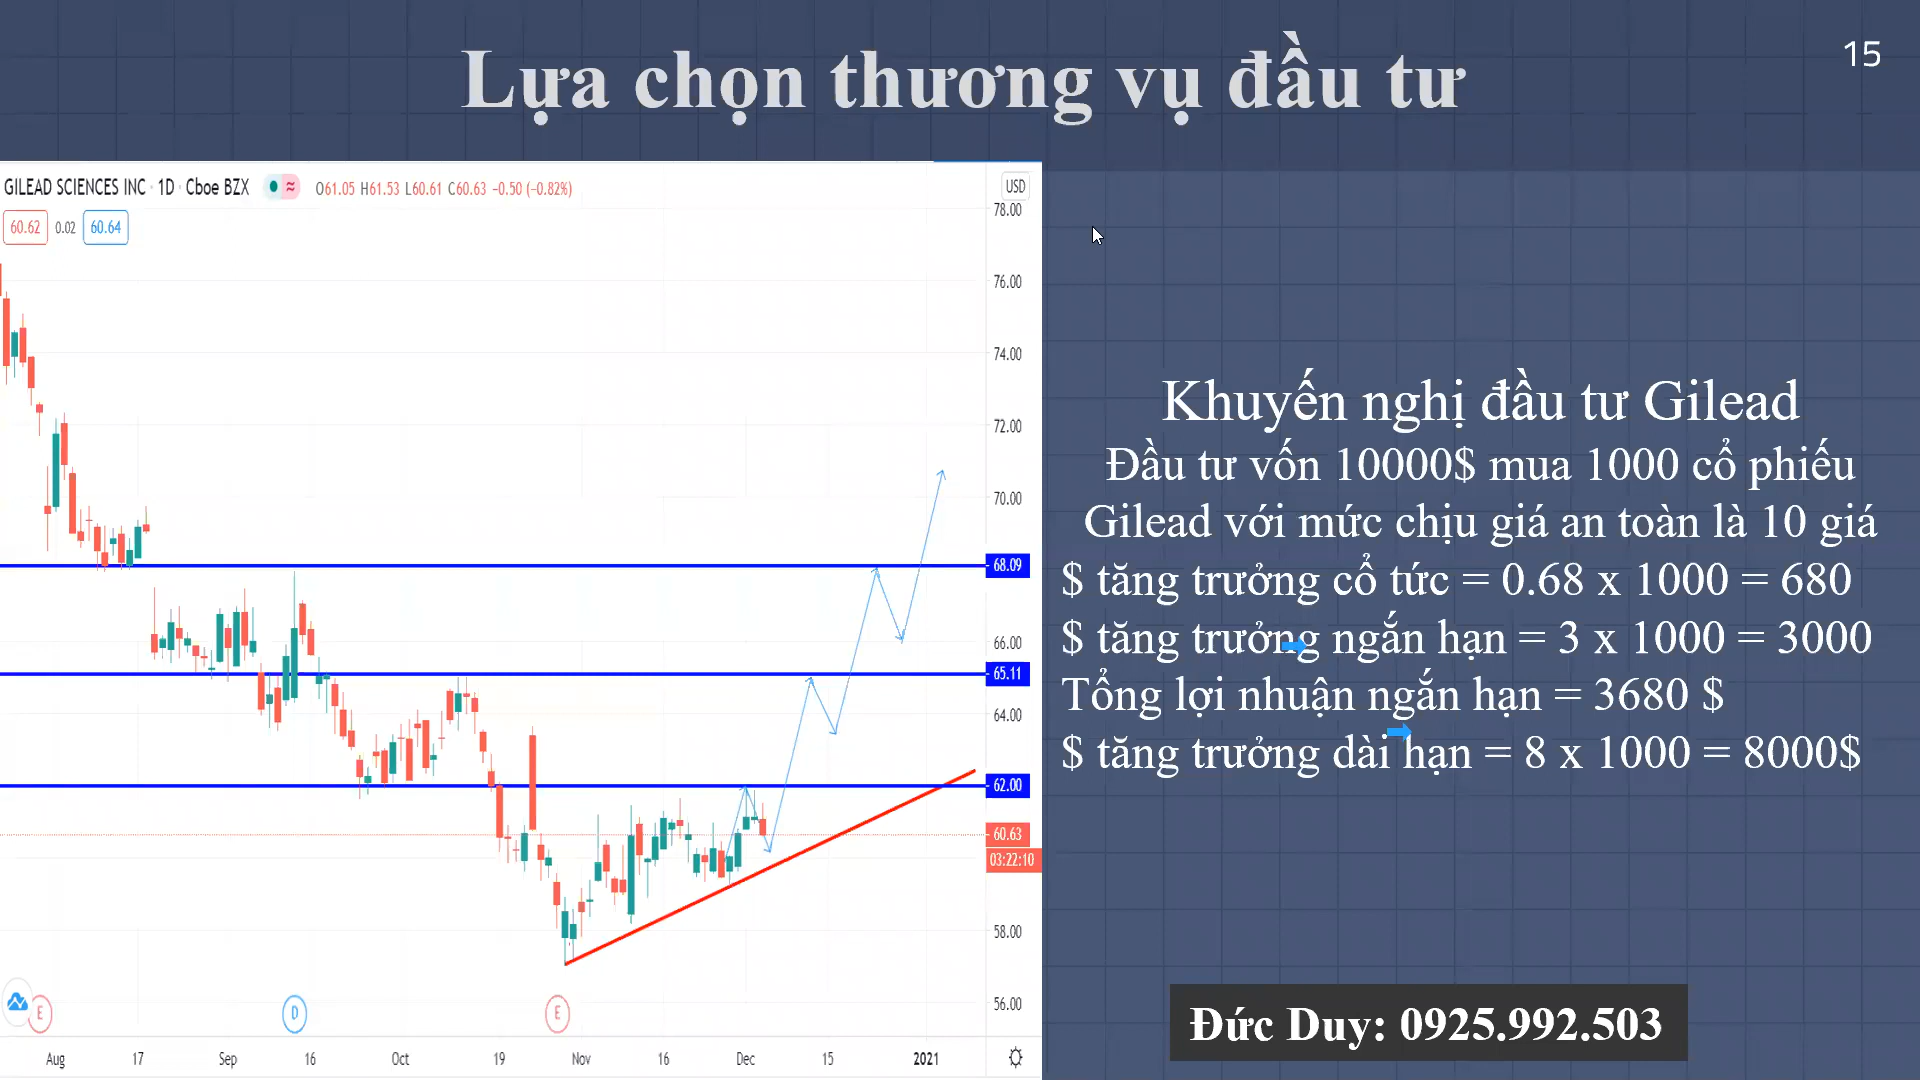 Lựa chọn thương vụ đầu tư
15
GILEAD SCIENCES INC · 1D · Cboe BZX
O61.05 H61.53 L60.61 C60.63 −0.50 (−0.82%)
USD
60.62 0.02 60.64
78.00
76.00
74.00
72.00
70.00
68.09
66.00
65.11
64.00
62.00
60.63
03:22:10
58.00
56.00
E D E
Aug 17 Sep 16 Oct 19 Nov 16 Dec 15 2021
Khuyến nghị đầu tư Gilead
Đầu tư vốn 10000$ mua 1000 cổ phiếu
Gilead với mức chịu giá an toàn là 10 giá
$ tăng trưởng cổ tức = 0.68 x 1000 = 680
$ tăng trưởng ngắn hạn = 3 x 1000 = 3000
Tổng lợi nhuận ngắn hạn = 3680 $
$ tăng trưởng dài hạn = 8 x 1000 = 8000$
Đức Duy: 0925.992.503